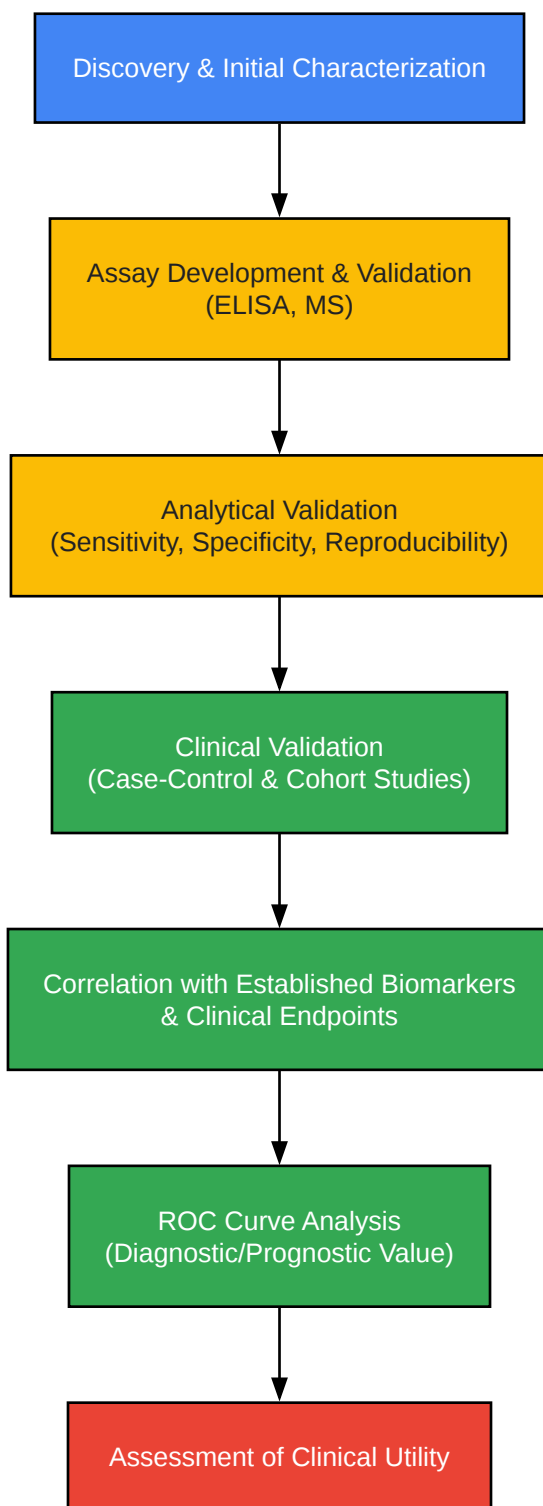 Discovery & Initial Characterization
Assay Development & Validation
(ELISA, MS)
Analytical Validation
(Sensitivity, Specificity, Reproducibility)
Clinical Validation
(Case-Control & Cohort Studies)
Correlation with Established Biomarkers
& Clinical Endpoints
ROC Curve Analysis
(Diagnostic/Prognostic Value)
Assessment of Clinical Utility